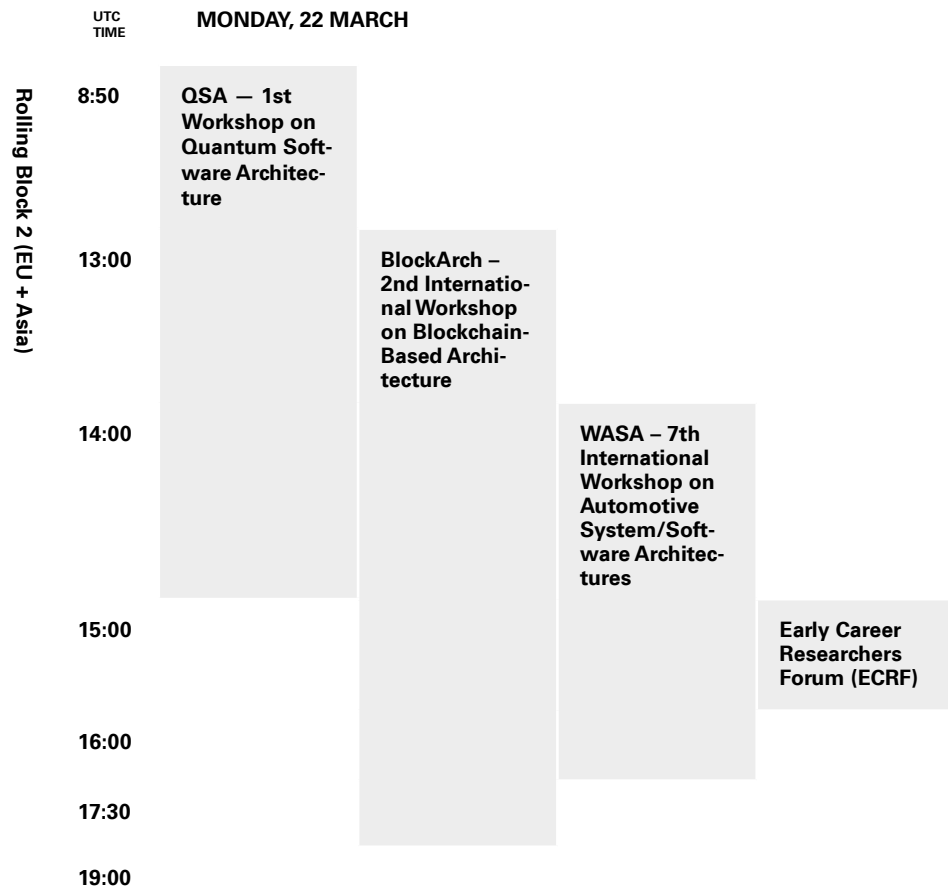 UTC
TIME
MONDAY, 22 MARCH
Rolling Block 2 (EU + Asia)
8:50
QSA — 1st
Workshop on
Quantum Soft-
ware Architec-
ture
13:00
BlockArch –
2nd Internatio-
nal Workshop
on Blockchain-
Based Archi-
tecture
14:00
WASA – 7th
International
Workshop on
Automotive
System/Soft-
ware Architec-
tures
15:00
Early Career
Researchers
Forum (ECRF)
16:00
17:30
19:00